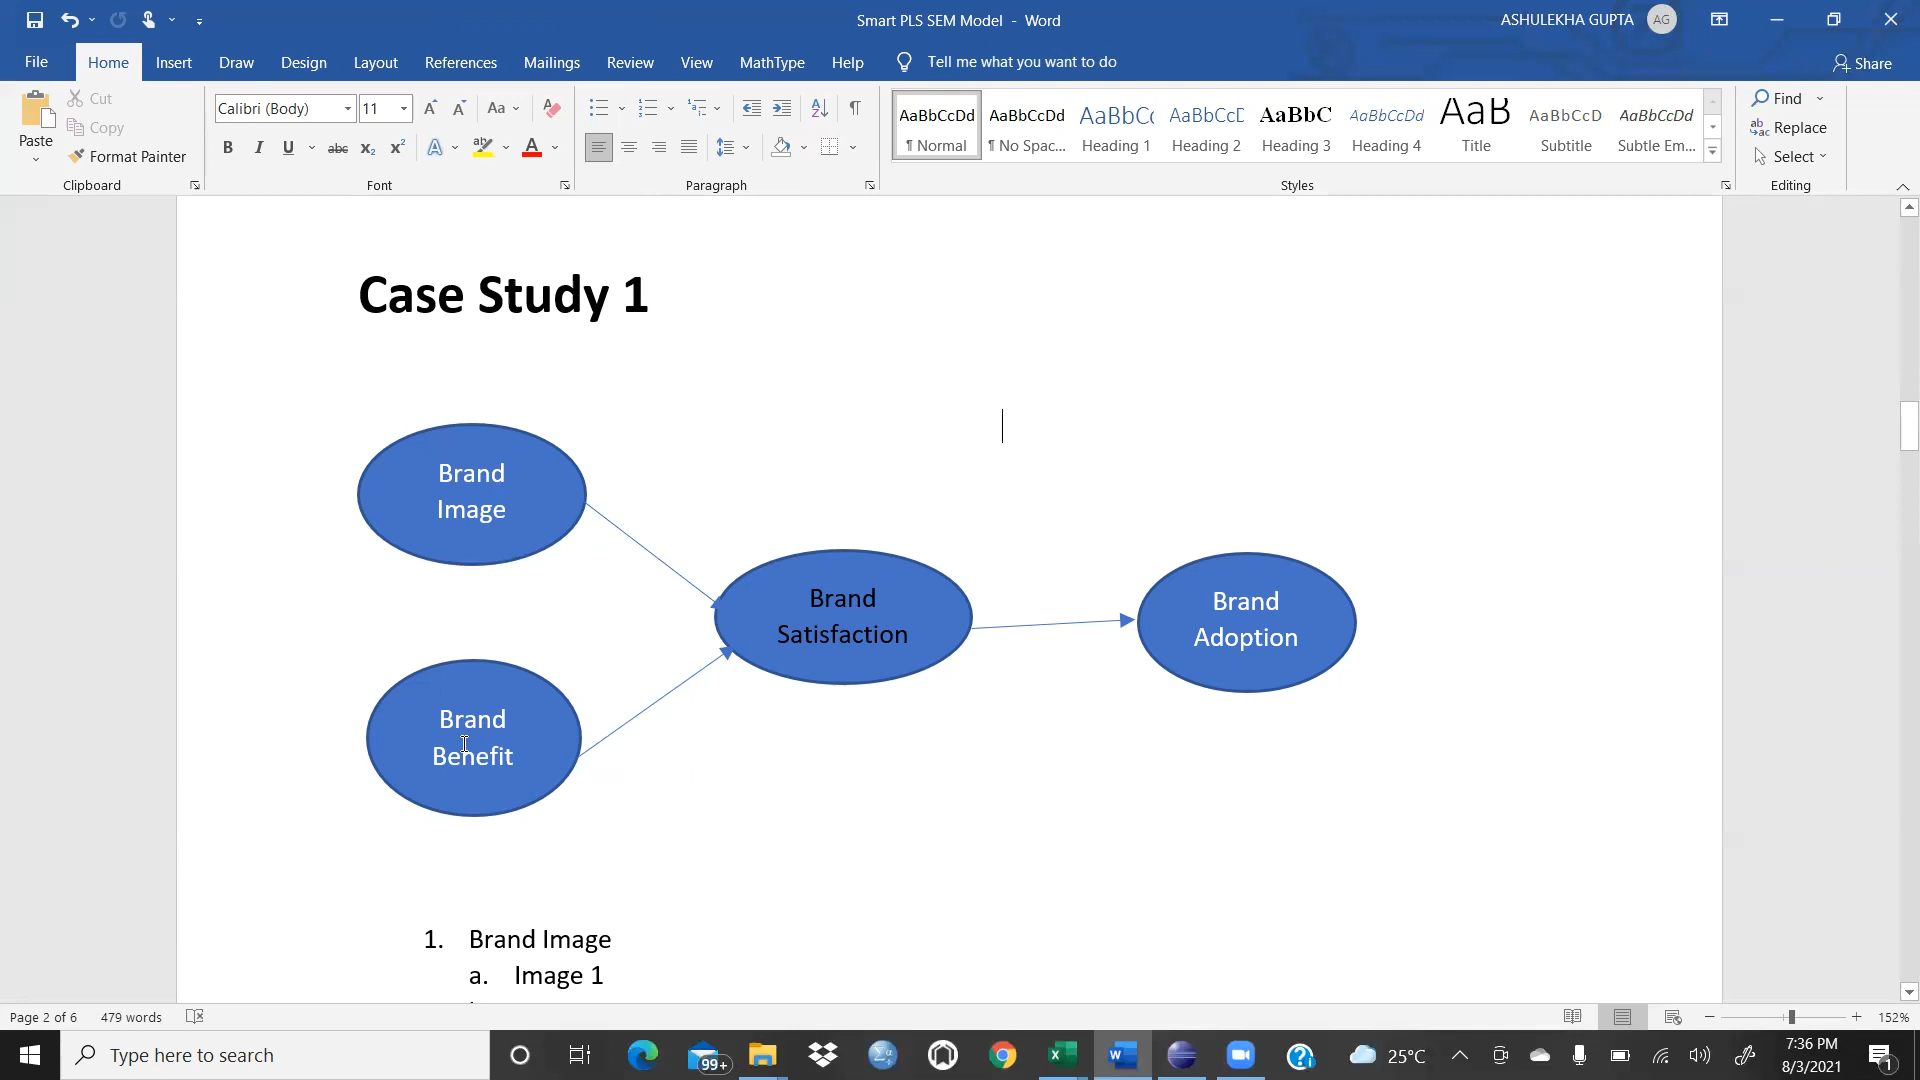 Smart PLS SEM Model - Word
ASHULEKHA GUPTA AG
File Home Insert Draw Design Layout References Mailings Review View MathType Help Tell me what you want to do Share
Paste
Cut
Copy
Format Painter
Clipboard
Calibri (Body) 11
Font
Paragraph
AaBbCcDd AaBbCcDd AaBbCc AaBbCcD AaBbC AaBbCcDd AaB AaBbCcD AaBbCcDd
¶ Normal ¶ No Spac... Heading 1 Heading 2 Heading 3 Heading 4 Title Subtitle Subtle Em...
Styles
Find
Replace
Select
Editing
Case Study 1
Brand
Image
Brand
Satisfaction
Brand
Adoption
Brand
Benefit
1. Brand Image
a. Image 1
Page 2 of 6 479 words
152%
Type here to search
99+
25°C
7:36 PM
8/3/2021
1